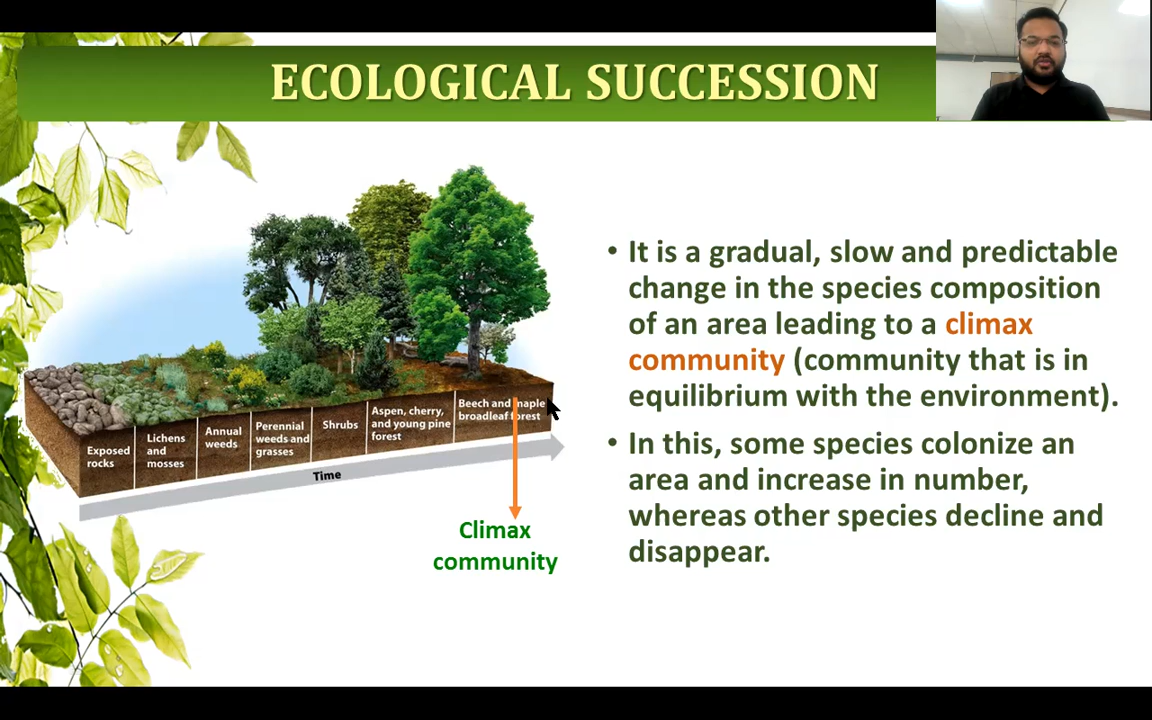 ECOLOGICAL SUCCESSION
Exposed
rocks
Lichens
and
mosses
Annual
weeds
Perennial
weeds and
grasses
Shrubs
Aspen, cherry,
and young pine
forest
Beech and maple
broadleaf forest
Time
Climax
community
• It is a gradual, slow and predictable
change in the species composition
of an area leading to a climax
community (community that is in
equilibrium with the environment).
• In this, some species colonize an
area and increase in number,
whereas other species decline and
disappear.